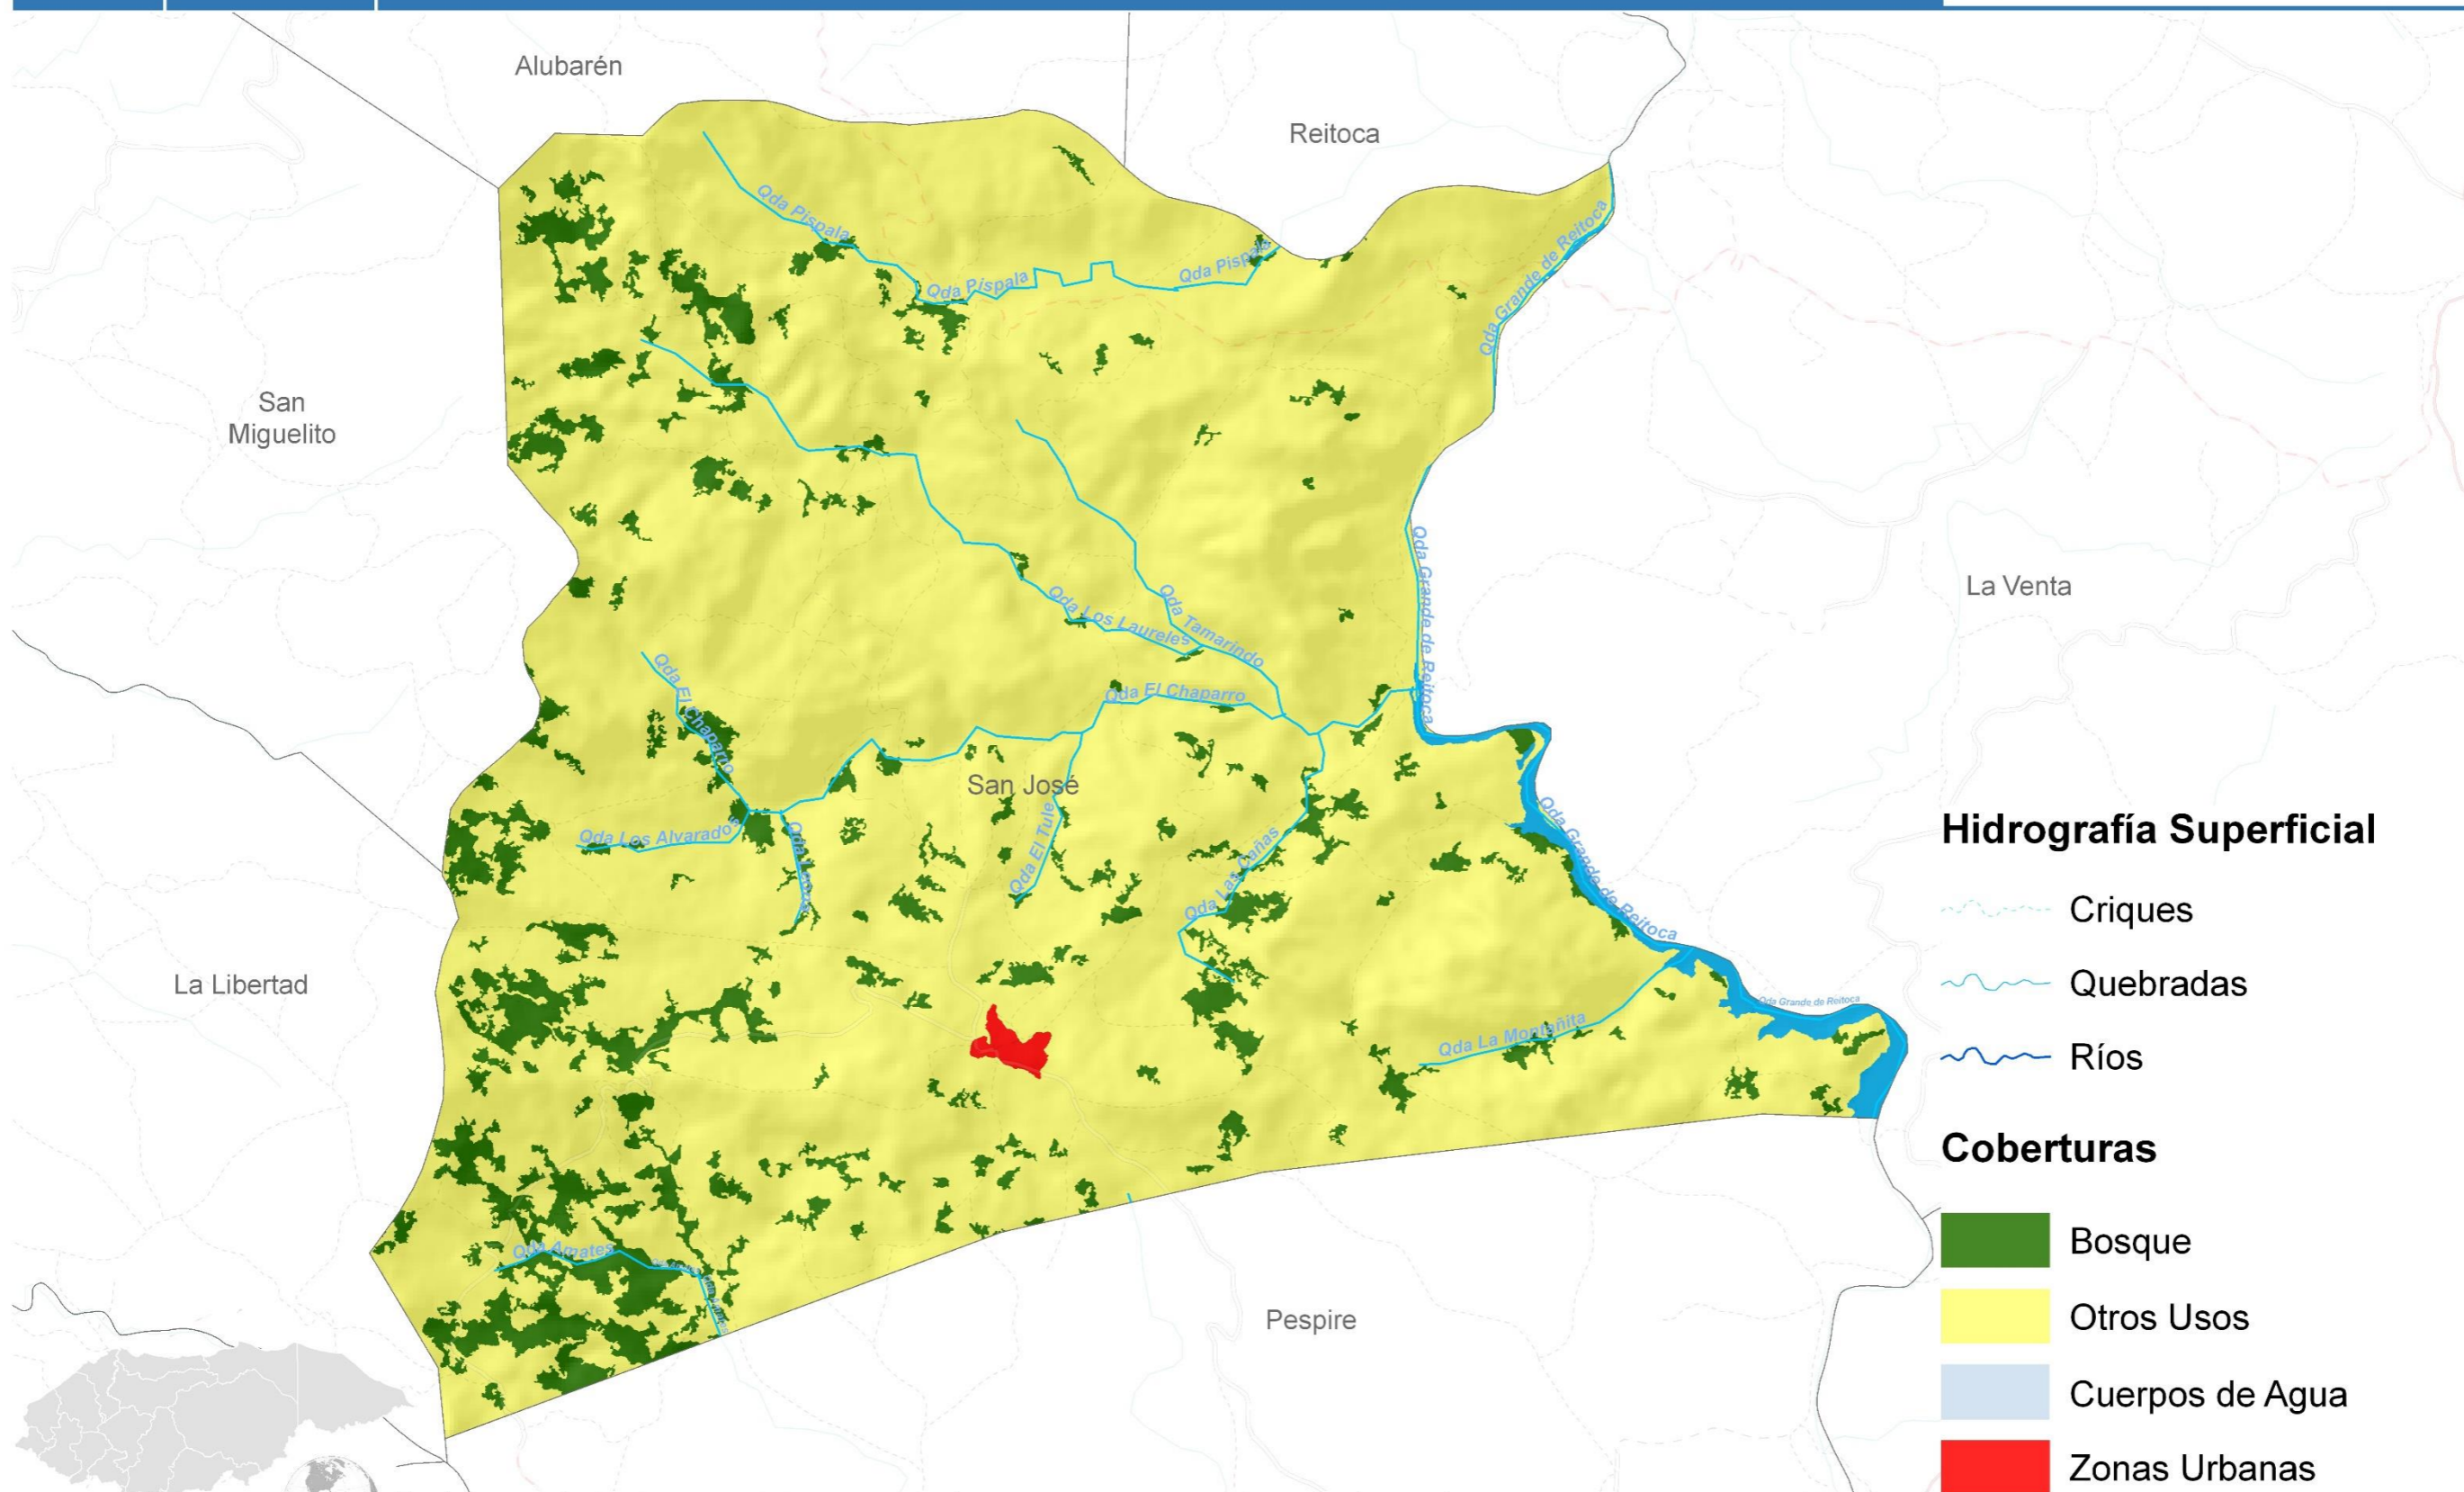 Alubarén
Reitoca
Qda Pispala
Qda Pispala
Qda Pispala
Qda Grande de Reitoca
San
Miguelito
La Venta
Qda Grande de Reitoca
Qda Los Laureles
Qda Tamarindo
Qda El Chaparro
Qda El Chaparro
San José
Qda Los Alvarados
Qda El Tule
Qda Las Cañas
Qda Grande de Reitoca
La Libertad
Qda Grande de Reitoca
Qda La Montañita
Qda Amates
Pespire
Hidrografía Superficial
Criques
Quebradas
Ríos
Coberturas
Bosque
Otros Usos
Cuerpos de Agua
Zonas Urbanas